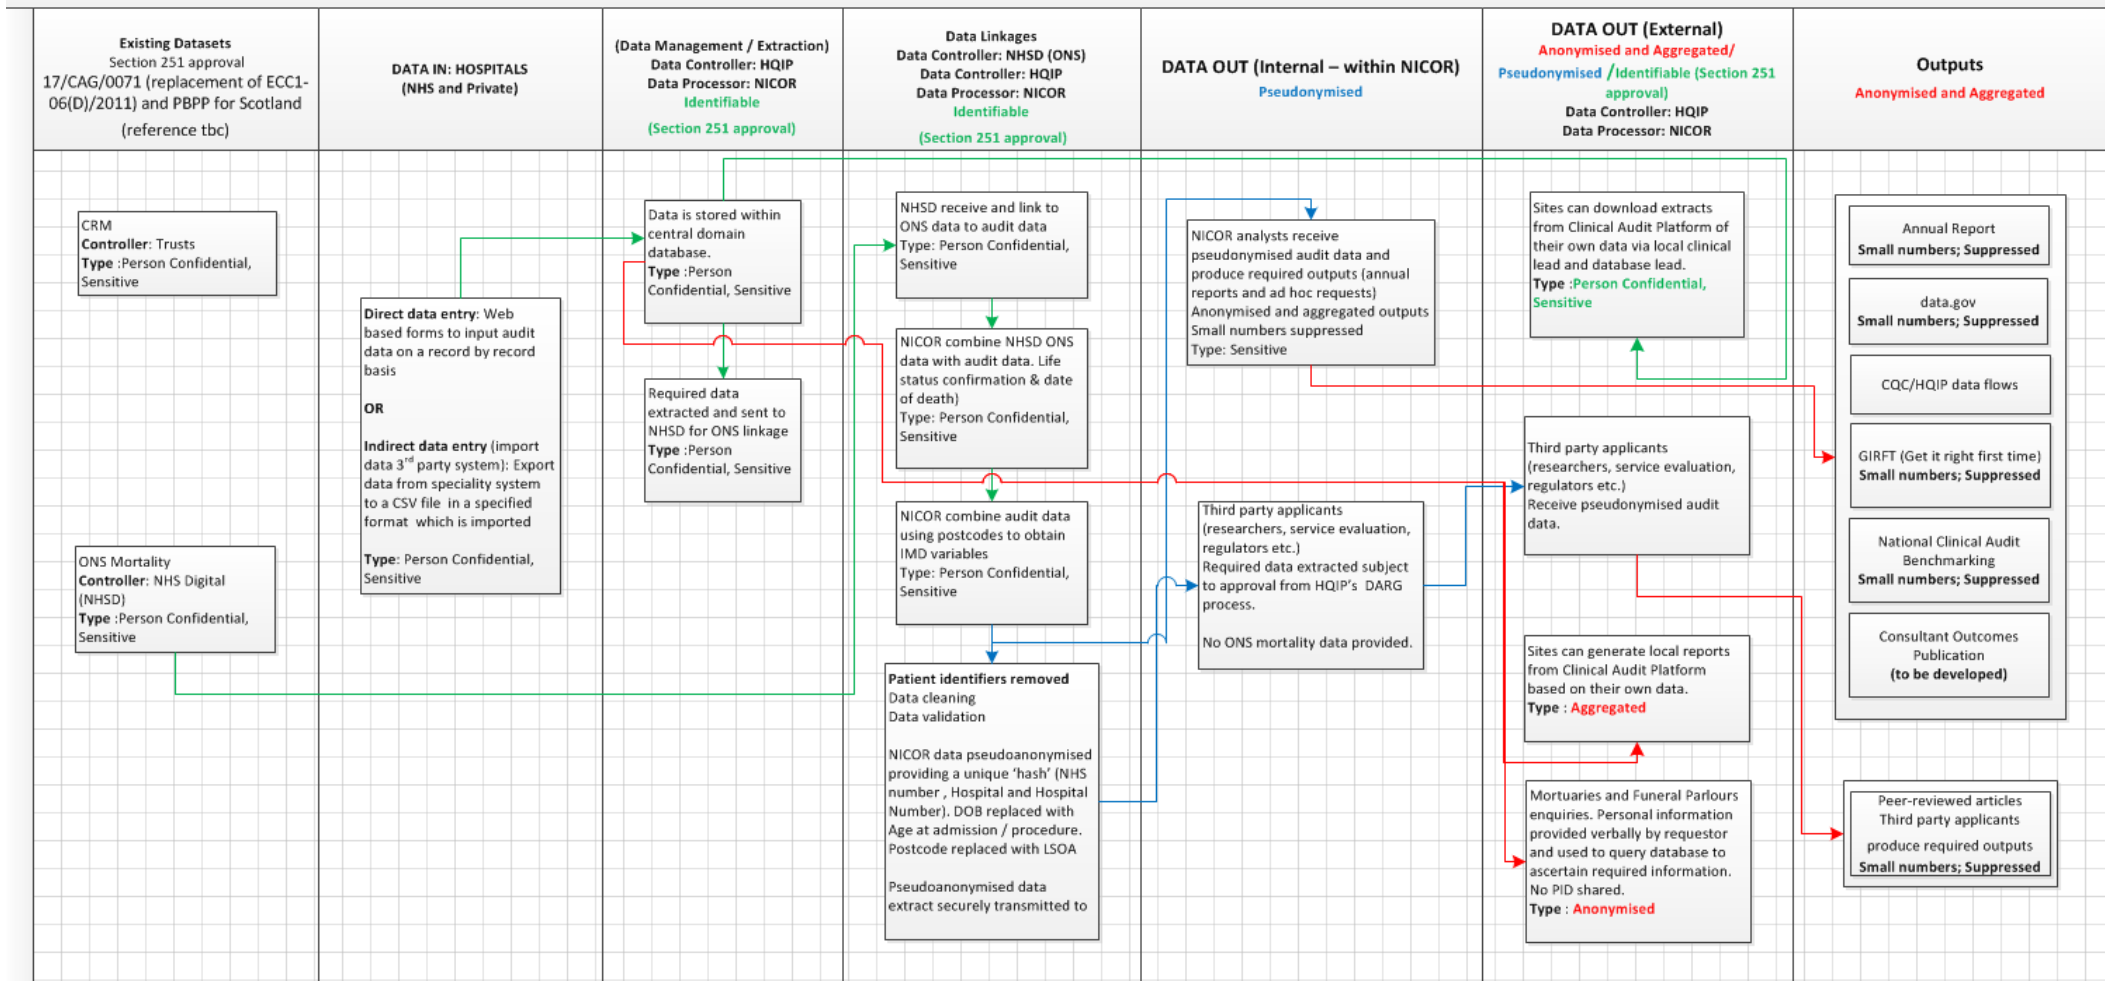 Existing Datasets
Section 251 approval
17/CAG/0071 (replacement of ECC1-
06(D)/2011) and PBPP for Scotland
(reference tbc)
DATA IN: HOSPITALS
(NHS and Private)
(Data Management / Extraction)
Data Controller: HQIP
Data Processor: NICOR
Identifiable
(Section 251 approval)
Data Linkages
Data Controller: NHSD (ONS)
Data Controller: HQIP
Data Processor: NICOR
Identifiable
(Section 251 approval)
DATA OUT (Internal – within NICOR)
Pseudonymised
DATA OUT (External)
Anonymised and Aggregated/
Pseudonymised /Identifiable (Section 251
approval)
Data Controller: HQIP
Data Processor: NICOR
Outputs
Anonymised and Aggregated
CRM
Controller: Trusts
Type :Person Confidential,
Sensitive
ONS Mortality
Controller: NHS Digital
(NHSD)
Type :Person Confidential,
Sensitive
Direct data entry: Web
based forms to input audit
data on a record by record
basis
OR
Indirect data entry (import
data 3rd party system): Export
data from speciality system
to a CSV file in a specified
format which is imported
Type: Person Confidential,
Sensitive
Data is stored within
central domain
database.
Type :Person
Confidential, Sensitive
Required data
extracted and sent to
NHSD for ONS linkage
Type :Person
Confidential, Sensitive
NHSD receive and link to
ONS data to audit data
Type: Person Confidential,
Sensitive
NICOR combine NHSD ONS
data with audit data. Life
status confirmation & date
of death)
Type: Person Confidential,
Sensitive
NICOR combine audit data
using postcodes to obtain
IMD variables
Type: Person Confidential,
Sensitive
Patient identifiers removed
Data cleaning
Data validation
NICOR data pseudoanonymised
providing a unique ‘hash’ (NHS
number , Hospital and Hospital
Number). DOB replaced with
Age at admission / procedure.
Postcode replaced with LSOA
Pseudoanonymised data
extract securely transmitted to
NICOR analysts receive
pseudonymised audit data and
produce required outputs (annual
reports and ad hoc requests)
Anonymised and aggregated outputs
Small numbers suppressed
Type: Sensitive
Third party applicants
(researchers, service evaluation,
regulators etc.)
Required data extracted subject
to approval from HQIP’s DARG
process.
No ONS mortality data provided.
Sites can download extracts
from Clinical Audit Platform of
their own data via local clinical
lead and database lead.
Type :Person Confidential,
Sensitive
Third party applicants
(researchers, service evaluation,
regulators etc.)
Receive pseudonymised audit
data.
Sites can generate local reports
from Clinical Audit Platform
based on their own data.
Type : Aggregated
Mortuaries and Funeral Parlours
enquiries. Personal information
provided verbally by requestor
and used to query database to
ascertain required information.
No PID shared.
Type : Anonymised
Annual Report
Small numbers; Suppressed
data.gov
Small numbers; Suppressed
CQC/HQIP data flows
GIRFT (Get it right first time)
Small numbers; Suppressed
National Clinical Audit
Benchmarking
Small numbers; Suppressed
Consultant Outcomes
Publication
(to be developed)
Peer-reviewed articles
Third party applicants
produce required outputs
Small numbers; Suppressed